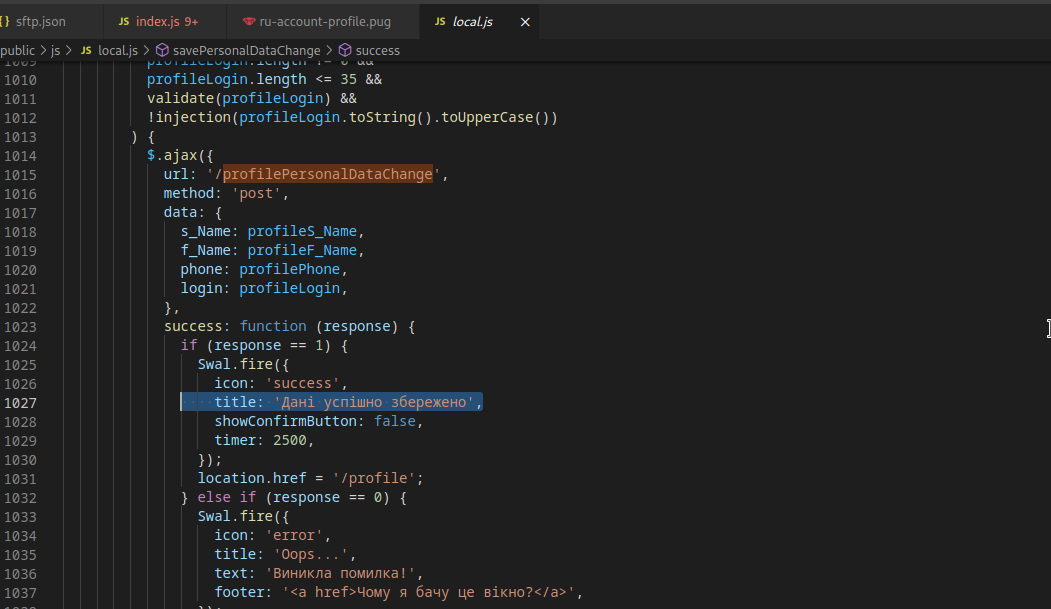 {} sftp.json JS index.js 9+ ru-account-profile.pug JS local.js ×
public > js > JS local.js > savePersonalDataChange > success
1009 profileLogin.length != 0 &&
1010 profileLogin.length <= 35 &&
1011 validate(profileLogin) &&
1012 !injection(profileLogin.toString().toUpperCase())
1013 ) {
1014 $.ajax({
1015 url: '/profilePersonalDataChange',
1016 method: 'post',
1017 data: {
1018 s_Name: profileS_Name,
1019 f_Name: profileF_Name,
1020 phone: profilePhone,
1021 login: profileLogin,
1022 },
1023 success: function (response) {
1024 if (response == 1) {
1025 Swal.fire({
1026 icon: 'success',
1027 title: 'Дані успішно збережено',
1028 showConfirmButton: false,
1029 timer: 2500,
1030 });
1031 location.href = '/profile';
1032 } else if (response == 0) {
1033 Swal.fire({
1034 icon: 'error',
1035 title: 'Oops...',
1036 text: 'Виникла помилка!',
1037 footer: '<a href>Чому я бачу це вікно?</a>',
1038 });